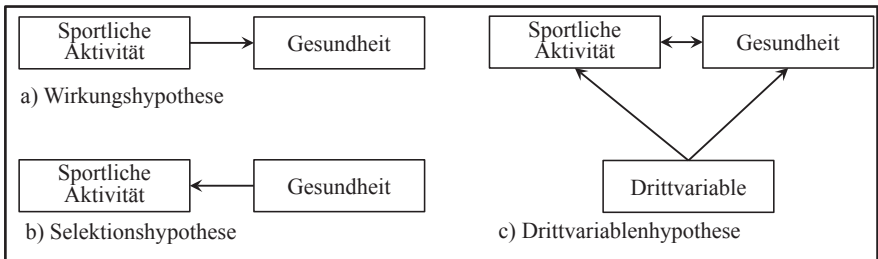 Sportliche
Aktivität
Gesundheit
a) Wirkungshypothese
Sportliche
Aktivität
Gesundheit
b) Selektionshypothese
Sportliche
Aktivität
Gesundheit
Drittvariable
c) Drittvariablenhypothese